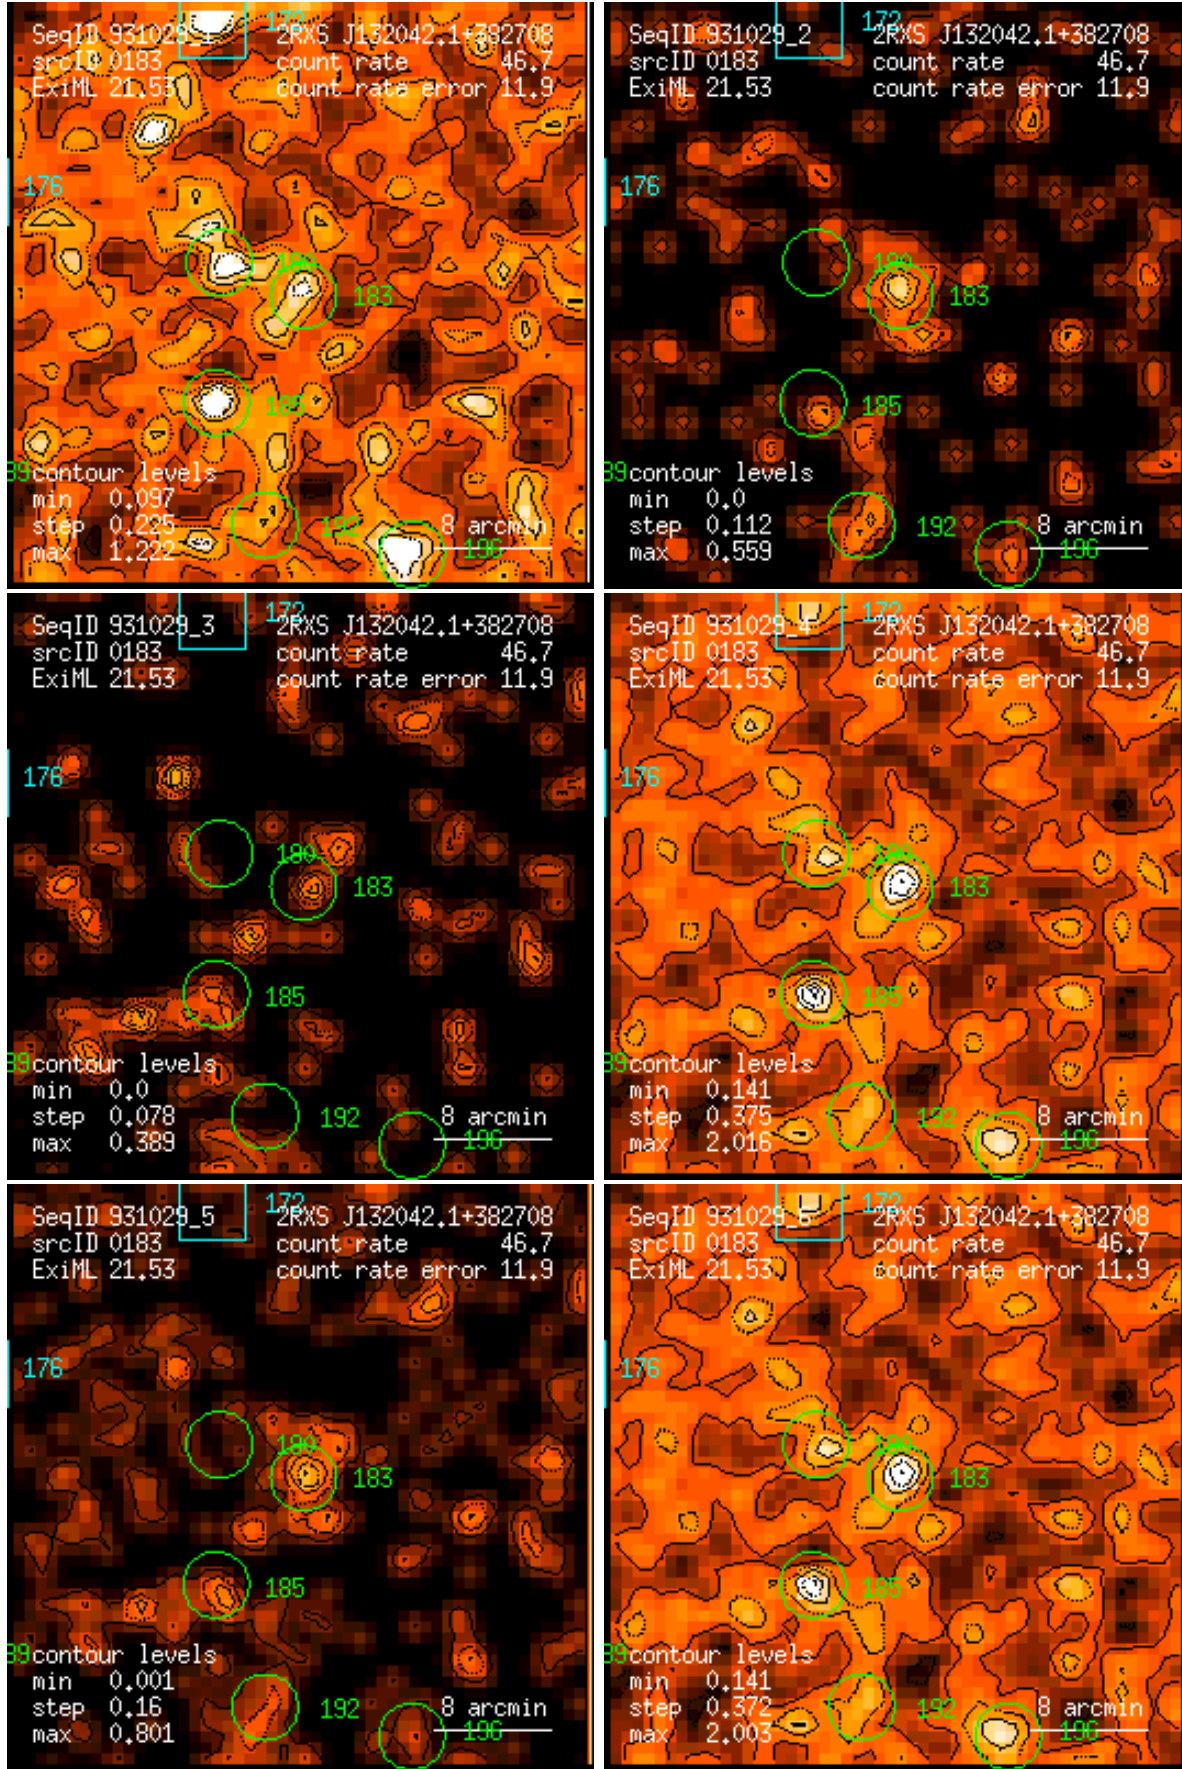 SeqID 931029_1 172 2RXS J132042.1+382708
srcID 0183 count rate 46.7
ExiML 21.53 count rate error 11.9
176
180
183
185
89 contour levels
min 0.097
step 0.225 192 8 arcmin
max 1.222 196
SeqID 931029_2 172 2RXS J132042.1+382708
srcID 0183 count rate 46.7
ExiML 21.53 count rate error 11.9
176
180
183
185
89 contour levels
min 0.0
step 0.112 192 8 arcmin
max 0.559 196
SeqID 931029_3 172 2RXS J132042.1+382708
srcID 0183 count rate 46.7
ExiML 21.53 count rate error 11.9
176
180
183
185
89 contour levels
min 0.0
step 0.078 192 8 arcmin
max 0.389 196
SeqID 931029_4 172 2RXS J132042.1+382708
srcID 0183 count rate 46.7
ExiML 21.53 count rate error 11.9
176
180
183
185
89 contour levels
min 0.141
step 0.375 192 8 arcmin
max 2.016 196
SeqID 931029_5 172 2RXS J132042.1+382708
srcID 0183 count rate 46.7
ExiML 21.53 count rate error 11.9
176
180
183
185
89 contour levels
min 0.001
step 0.16 192 8 arcmin
max 0.801 196
SeqID 931029_6 172 2RXS J132042.1+382708
srcID 0183 count rate 46.7
ExiML 21.53 count rate error 11.9
176
180
183
185
89 contour levels
min 0.141
step 0.372 192 8 arcmin
max 2.003 196